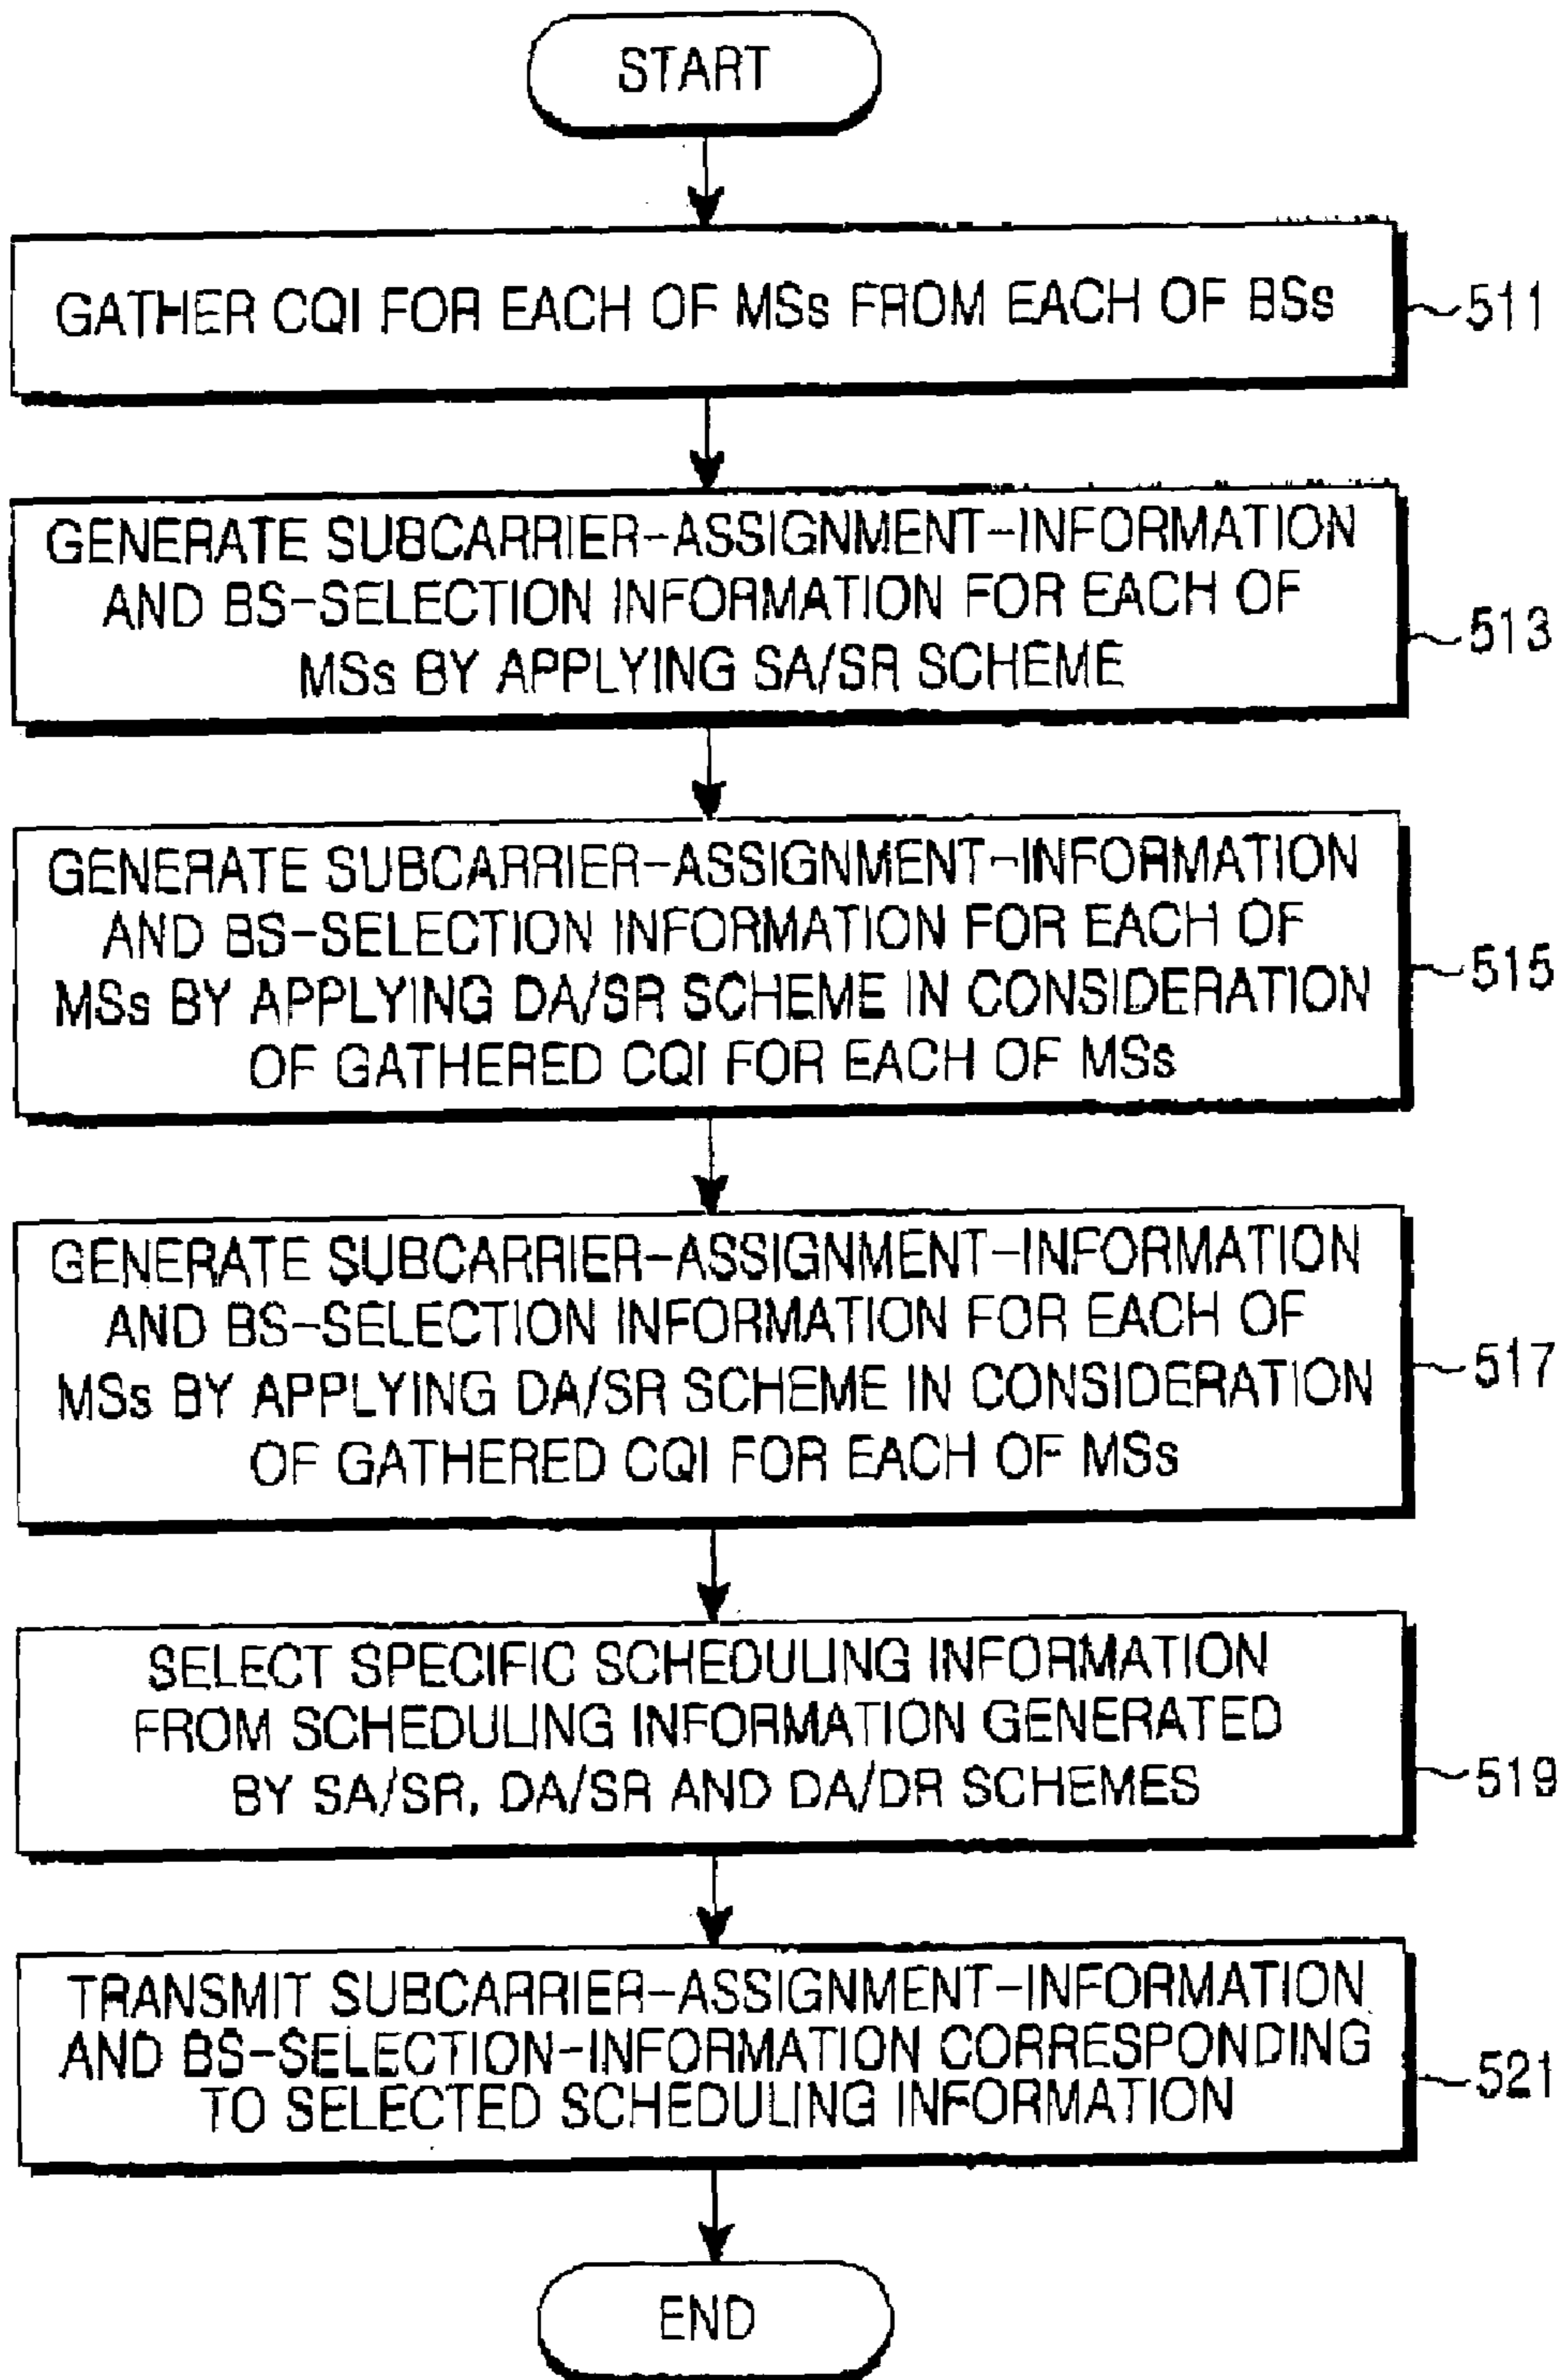 START
GATHER CQI FOR EACH OF MSs FROM EACH OF BSs
511
GENERATE SUBCARRIER-ASSIGNMENT-INFORMATION
AND BS-SELECTION INFORMATION FOR EACH OF
MSs BY APPLYING SA/SR SCHEME
513
GENERATE SUBCARRIER-ASSIGNMENT-INFORMATION
AND BS-SELECTION INFORMATION FOR EACH OF
MSs BY APPLYING DA/SR SCHEME IN CONSIDERATION
OF GATHERED CQI FOR EACH OF MSs
515
GENERATE SUBCARRIER-ASSIGNMENT-INFORMATION
AND BS-SELECTION INFORMATION FOR EACH OF
MSs BY APPLYING DA/SR SCHEME IN CONSIDERATION
OF GATHERED CQI FOR EACH OF MSs
517
SELECT SPECIFIC SCHEDULING INFORMATION
FROM SCHEDULING INFORMATION GENERATED
BY SA/SR, DA/SR AND DA/DR SCHEMES
519
TRANSMIT SUBCARRIER-ASSIGNMENT-INFORMATION
AND BS-SELECTION-INFORMATION CORRESPONDING
TO SELECTED SCHEDULING INFORMATION
521
END